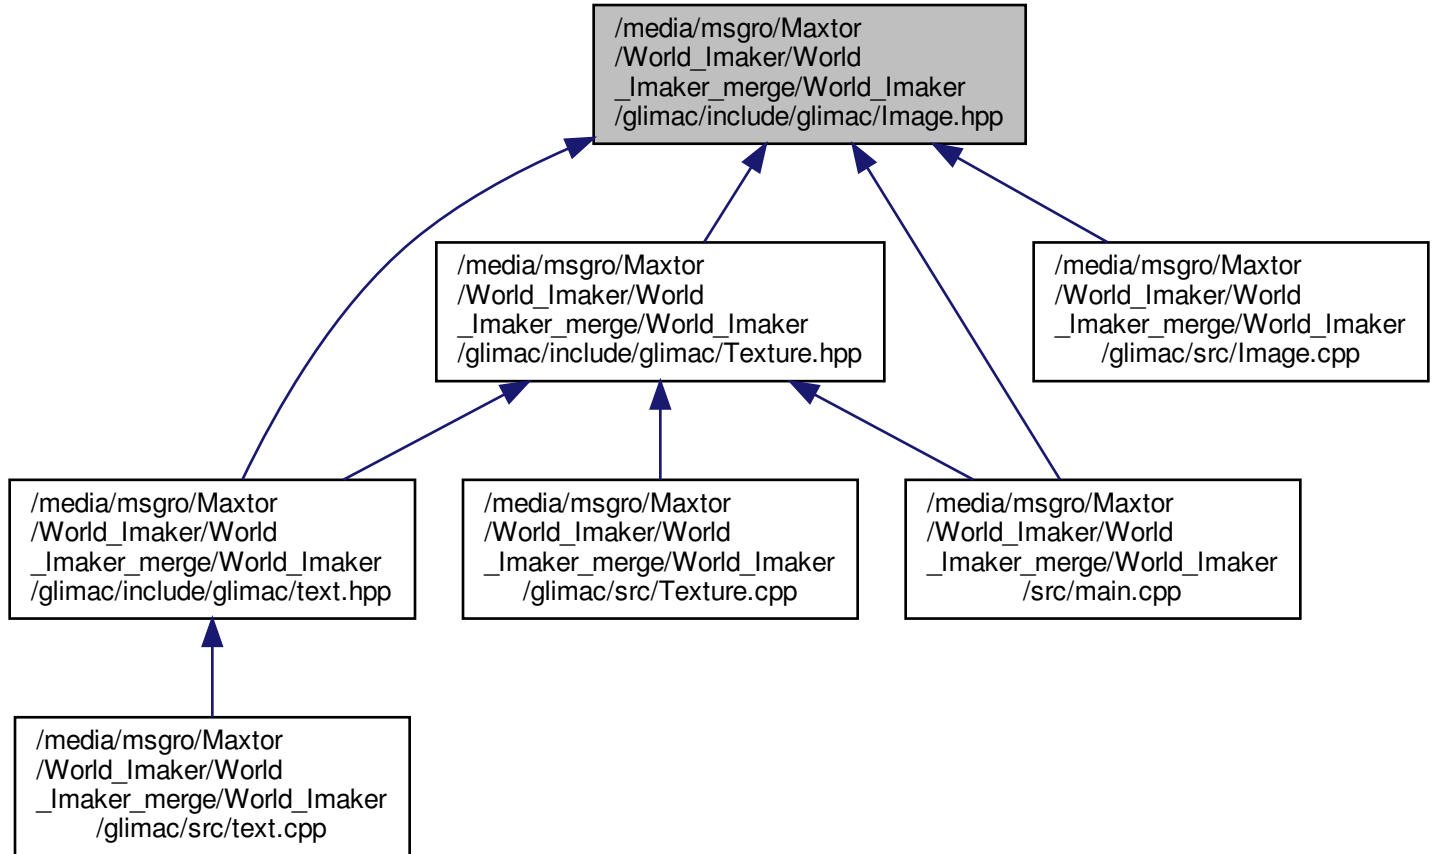 /media/msgro/Maxtor
/World_Imaker/World
_Imaker_merge/World_Imaker
/glimac/include/glimac/Image.hpp
/media/msgro/Maxtor
/World_Imaker/World
_Imaker_merge/World_Imaker
/glimac/include/glimac/Texture.hpp
/media/msgro/Maxtor
/World_Imaker/World
_Imaker_merge/World_Imaker
/glimac/src/Image.cpp
/media/msgro/Maxtor
/World_Imaker/World
_Imaker_merge/World_Imaker
/glimac/include/glimac/text.hpp
/media/msgro/Maxtor
/World_Imaker/World
_Imaker_merge/World_Imaker
/glimac/src/Texture.cpp
/media/msgro/Maxtor
/World_Imaker/World
_Imaker_merge/World_Imaker
/src/main.cpp
/media/msgro/Maxtor
/World_Imaker/World
_Imaker_merge/World_Imaker
/glimac/src/text.cpp